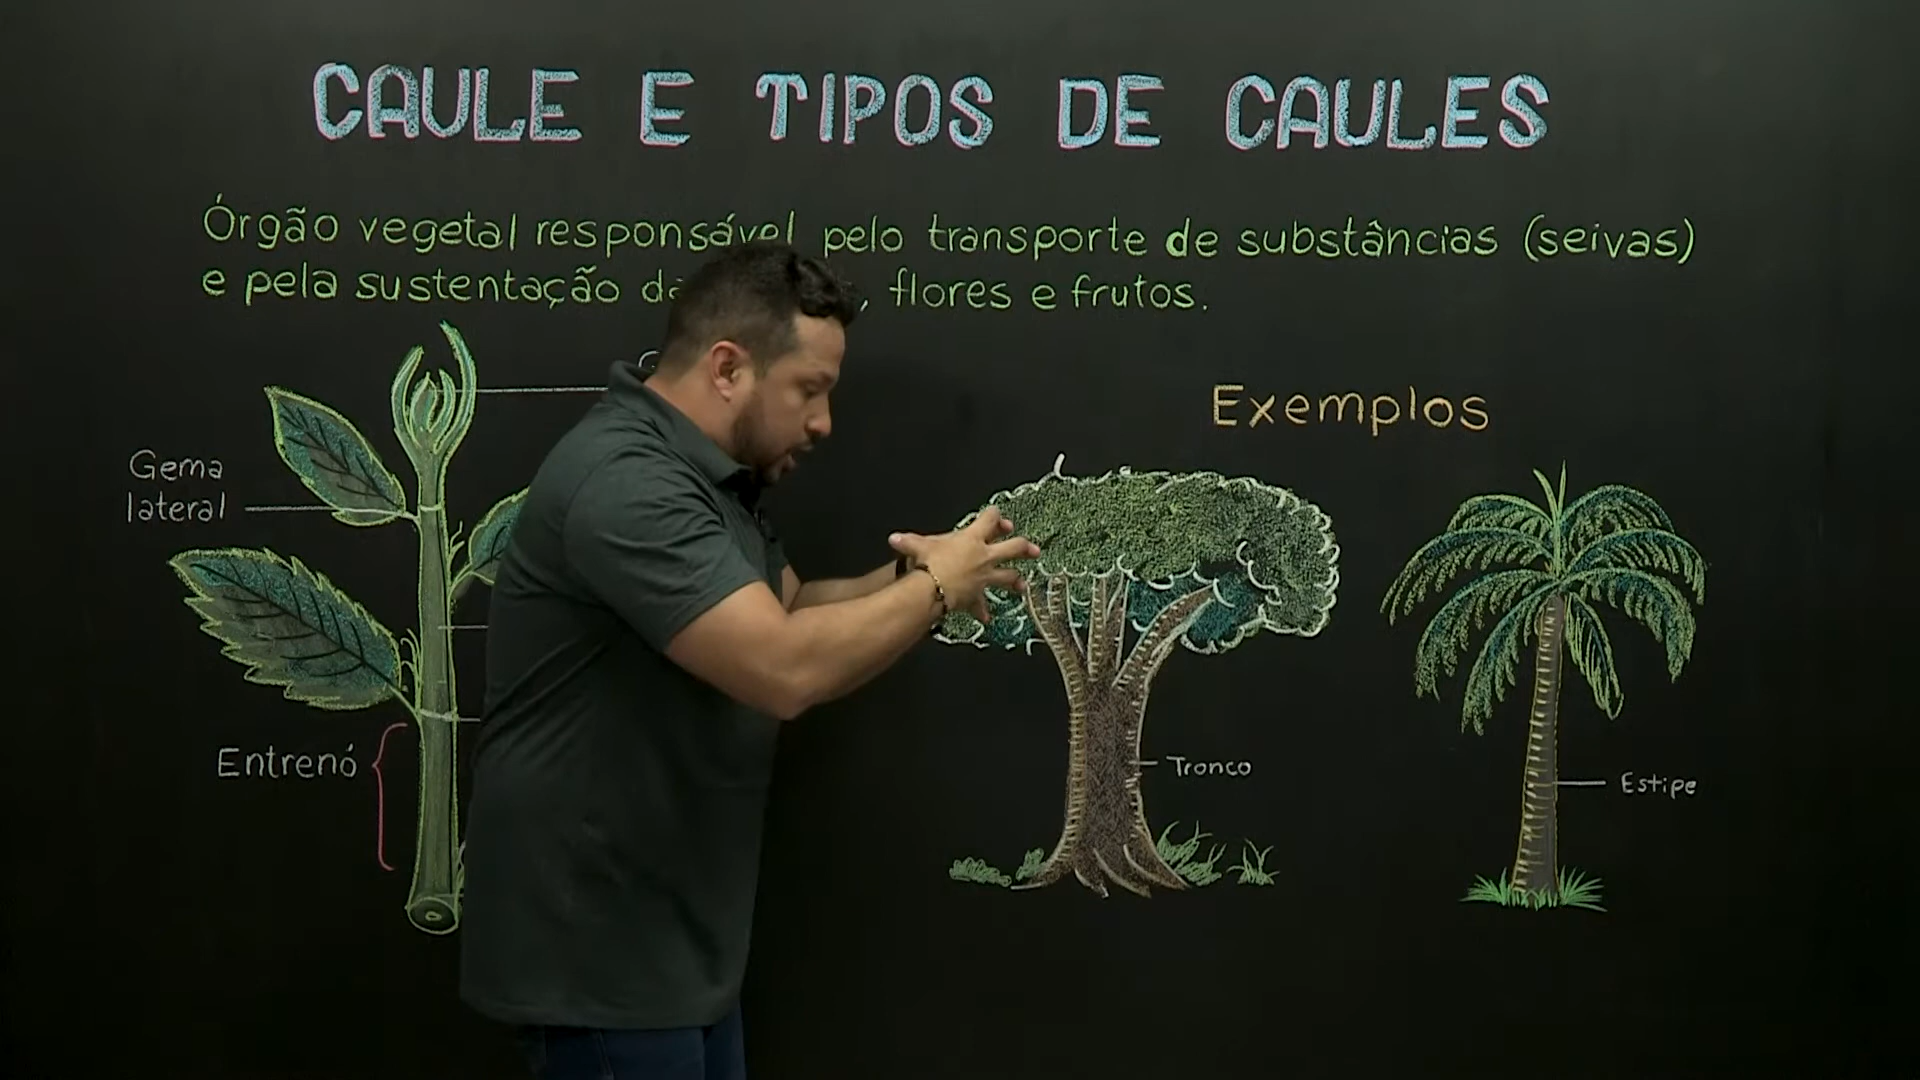 CAULE E TIPOS DE CAULES
Órgão vegetal responsável pelo transporte de substâncias (seivas)
e pela sustentação , flores e frutos.
Exemplos
Gema
lateral
Entrenó
Tronco
Estipe